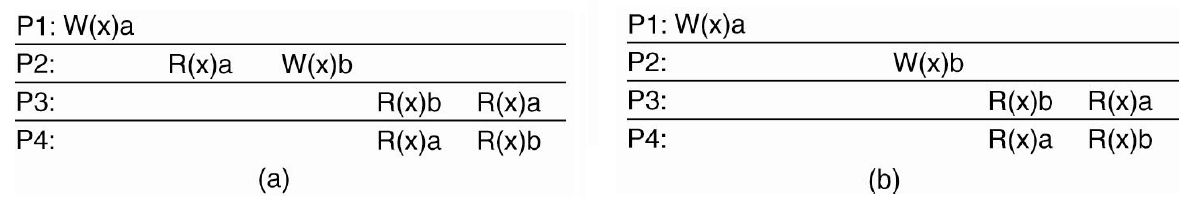 P1: W(x)a
P2: R(x)a W(x)b
P3: R(x)b R(x)a
P4: R(x)a R(x)b
(a)
P1: W(x)a
P2: W(x)b
P3: R(x)b R(x)a
P4: R(x)a R(x)b
(b)